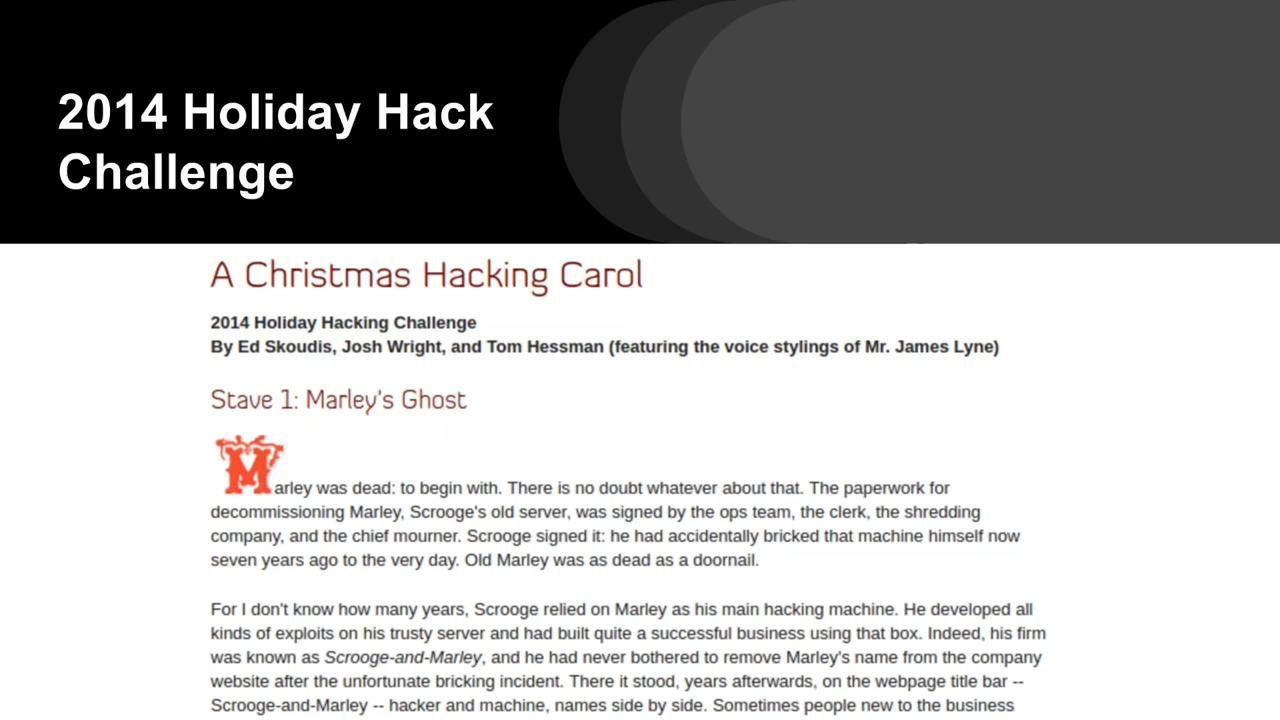 2014 Holiday Hack
Challenge
A Christmas Hacking Carol
2014 Holiday Hacking Challenge
By Ed Skoudis, Josh Wright, and Tom Hessman (featuring the voice stylings of Mr. James Lyne)
Stave 1: Marley's Ghost
Marley was dead: to begin with. There is no doubt whatever about that. The paperwork for
decommissioning Marley, Scrooge's old server, was signed by the ops team, the clerk, the shredding
company, and the chief mourner. Scrooge signed it: he had accidentally bricked that machine himself now
seven years ago to the very day. Old Marley was as dead as a doornail.
For I don't know how many years, Scrooge relied on Marley as his main hacking machine. He developed all
kinds of exploits on his trusty server and had built quite a successful business using that box. Indeed, his firm
was known as Scrooge-and-Marley, and he had never bothered to remove Marley's name from the company
website after the unfortunate bricking incident. There it stood, years afterwards, on the webpage title bar --
Scrooge-and-Marley -- hacker and machine, names side by side. Sometimes people new to the business